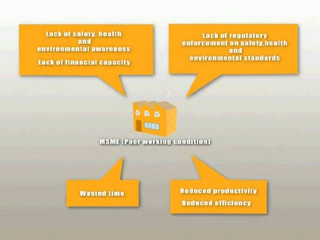 Lack of safety, health
and
environmental awareness
Lack of financial capacity
Lack of regulatory
enforcement on safety,health
and
environmental standards
MSME (Poor working condition)
Wasted time
Reduced productivity
Reduced efficiency